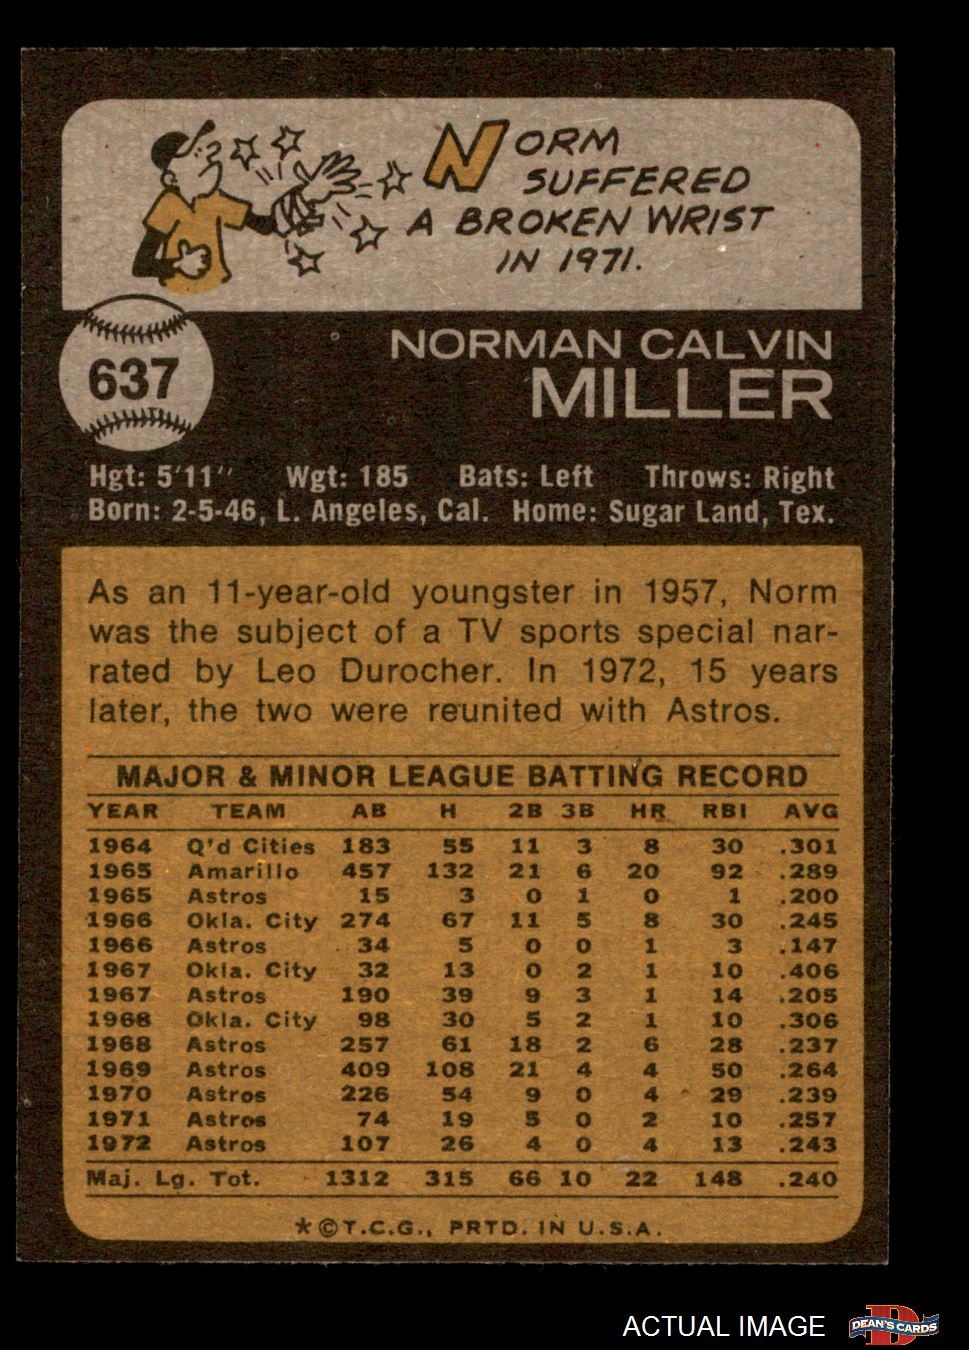 NORM
SUFFERED
A BROKEN WRIST
IN 1971.
637
NORMAN CALVIN
MILLER
Hgt: 5'11" Wgt: 185 Bats: Left Throws: Right
Born: 2-5-46, L. Angeles, Cal. Home: Sugar Land, Tex.
As an 11-year-old youngster in 1957, Norm
was the subject of a TV sports special nar-
rated by Leo Durocher. In 1972, 15 years
later, the two were reunited with Astros.
MAJOR & MINOR LEAGUE BATTING RECORD
YEAR TEAM AB H 2B 3B HR RBI AVG
1964 Q'd Cities 183 55 11 3 8 30 .301
1965 Amarillo 457 132 21 6 20 92 .289
1965 Astros 15 3 0 1 0 1 .200
1966 Okla. City 274 67 11 5 8 30 .245
1966 Astros 34 5 0 0 1 3 .147
1967 Okla. City 32 13 0 2 1 10 .406
1967 Astros 190 39 9 3 1 14 .205
1968 Okla. City 98 30 5 2 1 10 .306
1968 Astros 257 61 18 2 6 28 .237
1969 Astros 409 108 21 4 4 50 .264
1970 Astros 226 54 9 0 4 29 .239
1971 Astros 74 19 5 0 2 10 .257
1972 Astros 107 26 4 0 4 13 .243
Maj. Lg. Tot. 1312 315 66 10 22 148 .240
*©T.C.G., PRTD. IN U.S.A.
ACTUAL IMAGE
D
DEAN'S CARDS